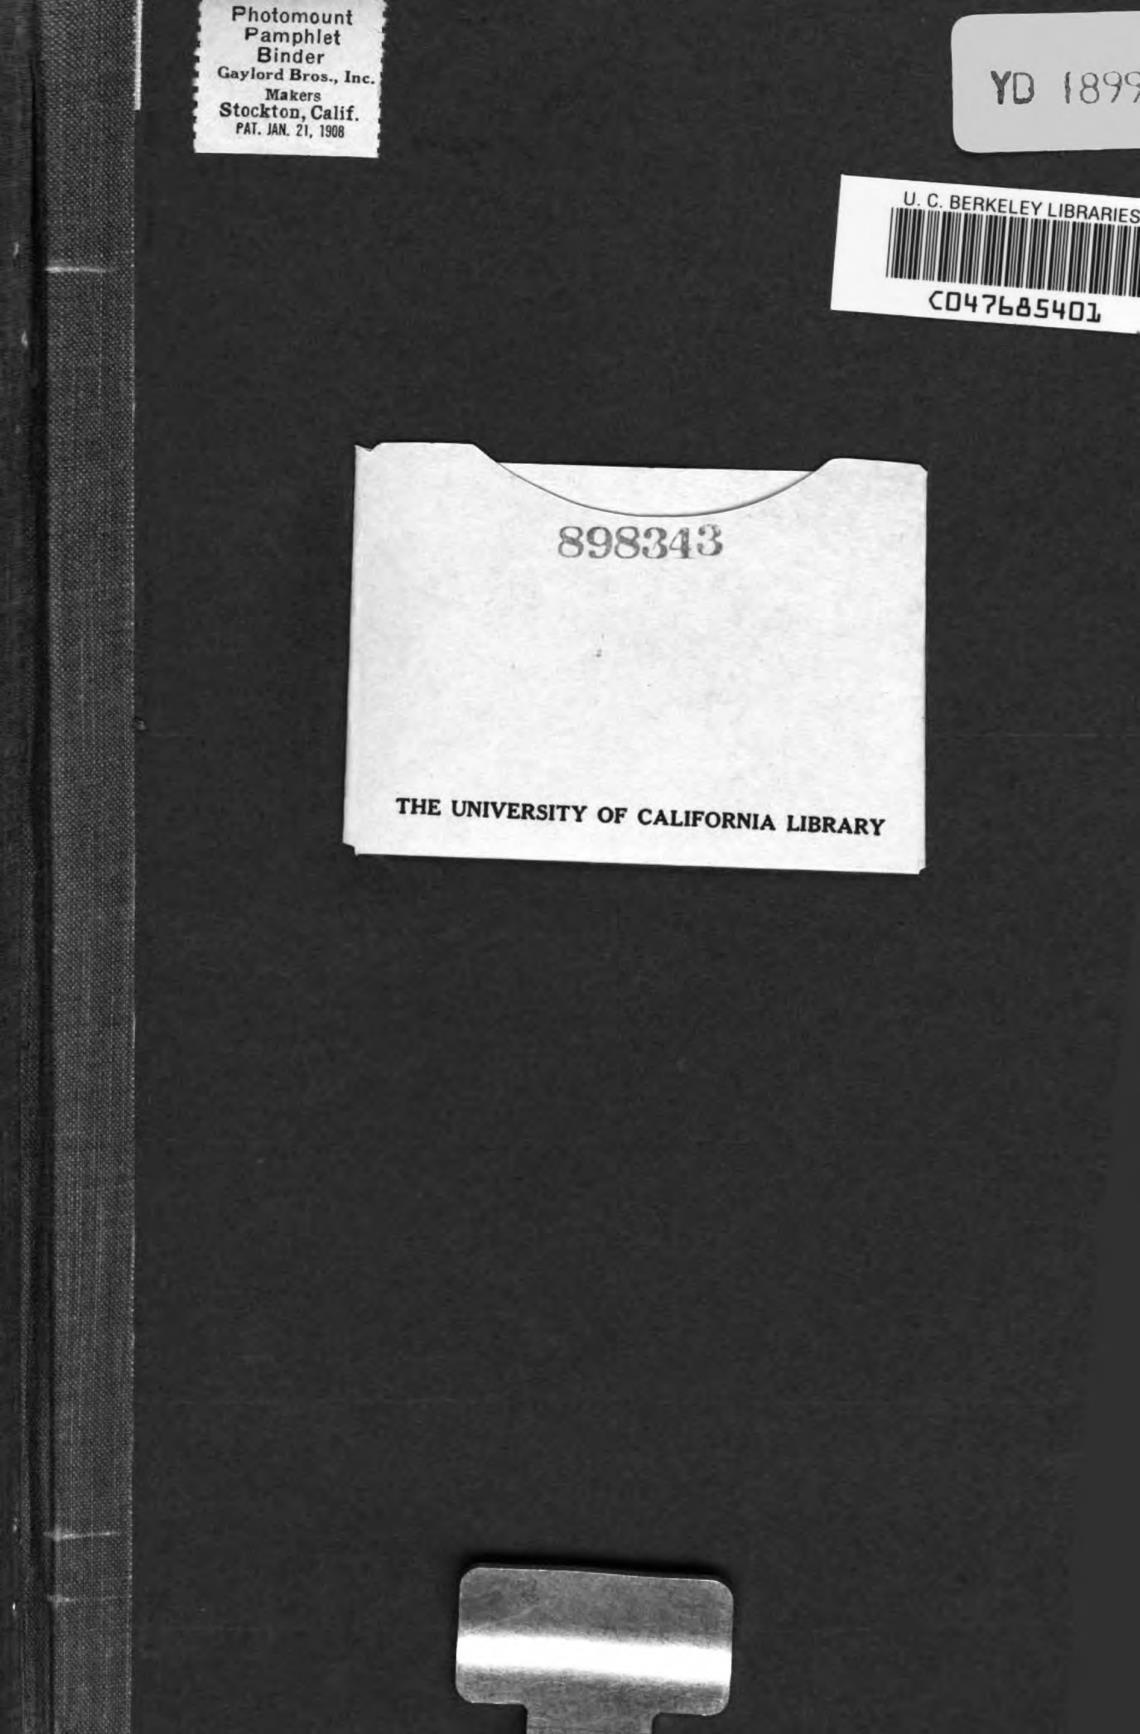 Photomount
Pamphlet
Binder
Gaylord Bros., Inc.
Makers
Stockton, Calif.
PAT. JAN. 21, 1908
YD 1899
U. C. BERKELEY LIBRARIES
C047685401
898343
THE UNIVERSITY OF CALIFORNIA LIBRARY